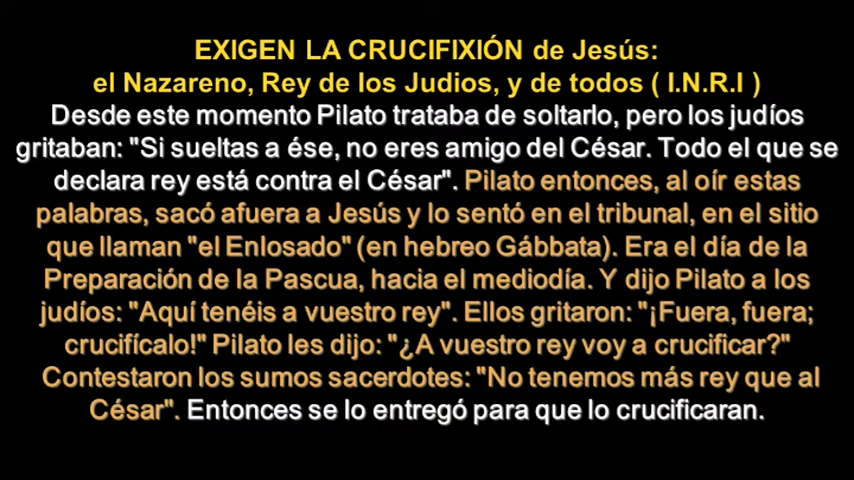 EXIGEN LA CRUCIFIXIÓN de Jesús:
el Nazareno, Rey de los Judios, y de todos ( I.N.R.I )
Desde este momento Pilato trataba de soltarlo, pero los judíos
gritaban: "Si sueltas a ése, no eres amigo del César. Todo el que se
declara rey está contra el César". Pilato entonces, al oír estas
palabras, sacó afuera a Jesús y lo sentó en el tribunal, en el sitio
que llaman "el Enlosado" (en hebreo Gábbata). Era el día de la
Preparación de la Pascua, hacia el mediodía. Y dijo Pilato a los
judíos: "Aquí tenéis a vuestro rey". Ellos gritaron: "¡Fuera, fuera;
crucifícalo!" Pilato les dijo: "¿A vuestro rey voy a crucificar?"
Contestaron los sumos sacerdotes: "No tenemos más rey que al
César". Entonces se lo entregó para que lo crucificaran.